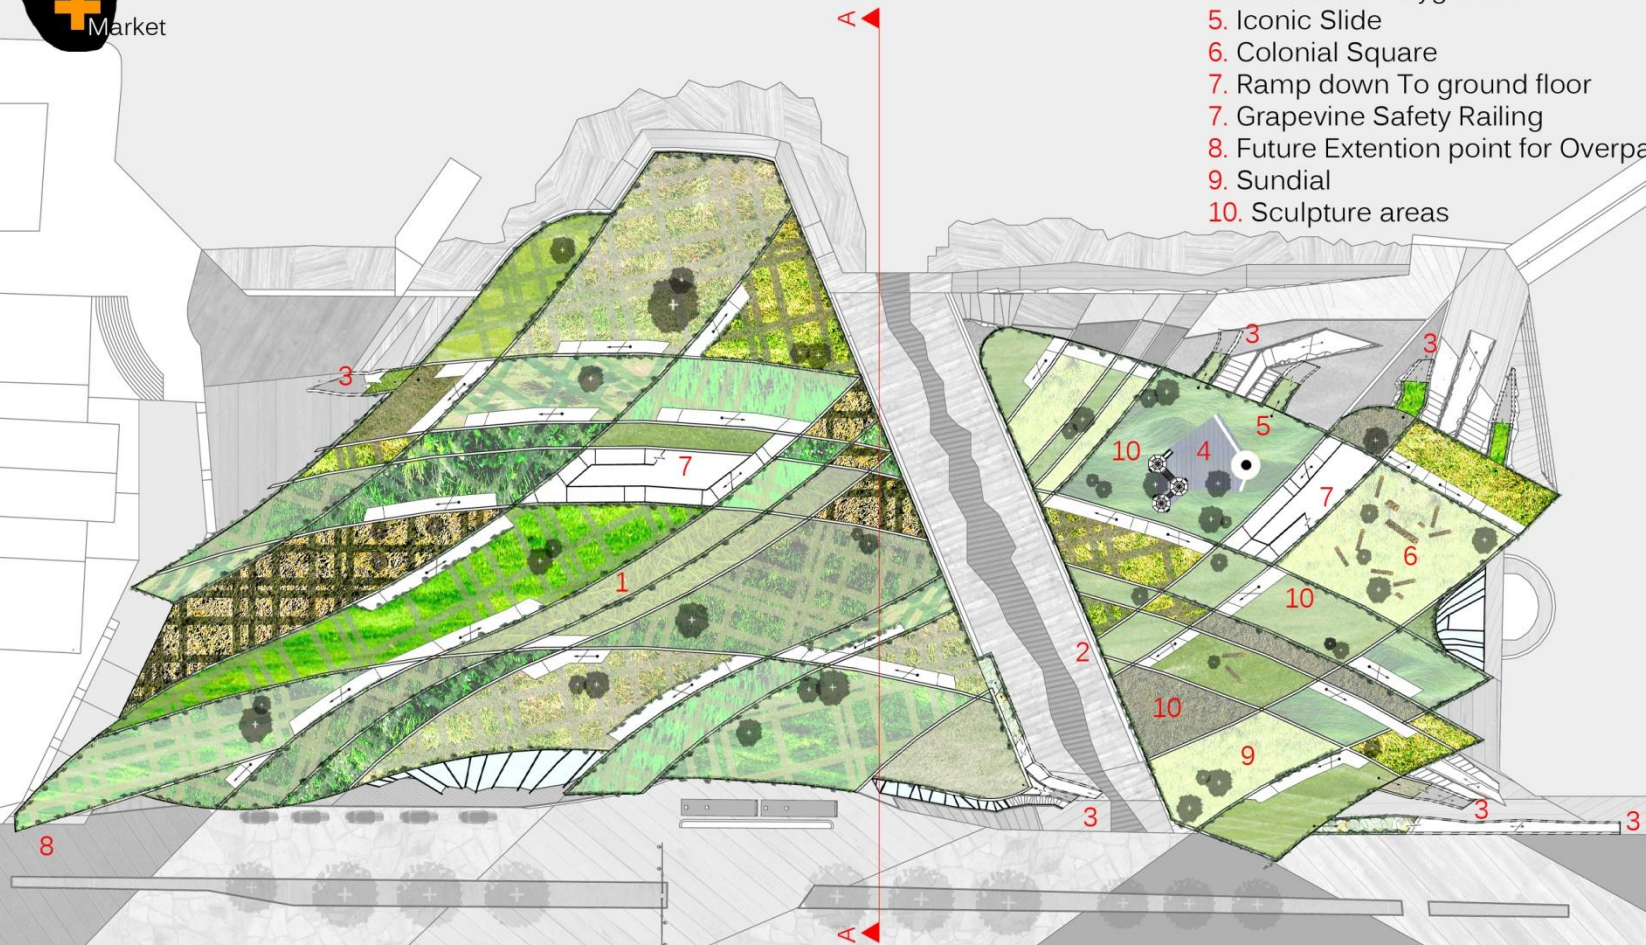 Market
A
5. Iconic Slide
6. Colonial Square
7. Ramp down To ground floor
7. Grapevine Safety Railing
8. Future Extention point for
9. Sundial
10. Sculpture areas
3
3
3
5
10
4
7
7
6
1
10
2
10
9
3
3
3
8
A